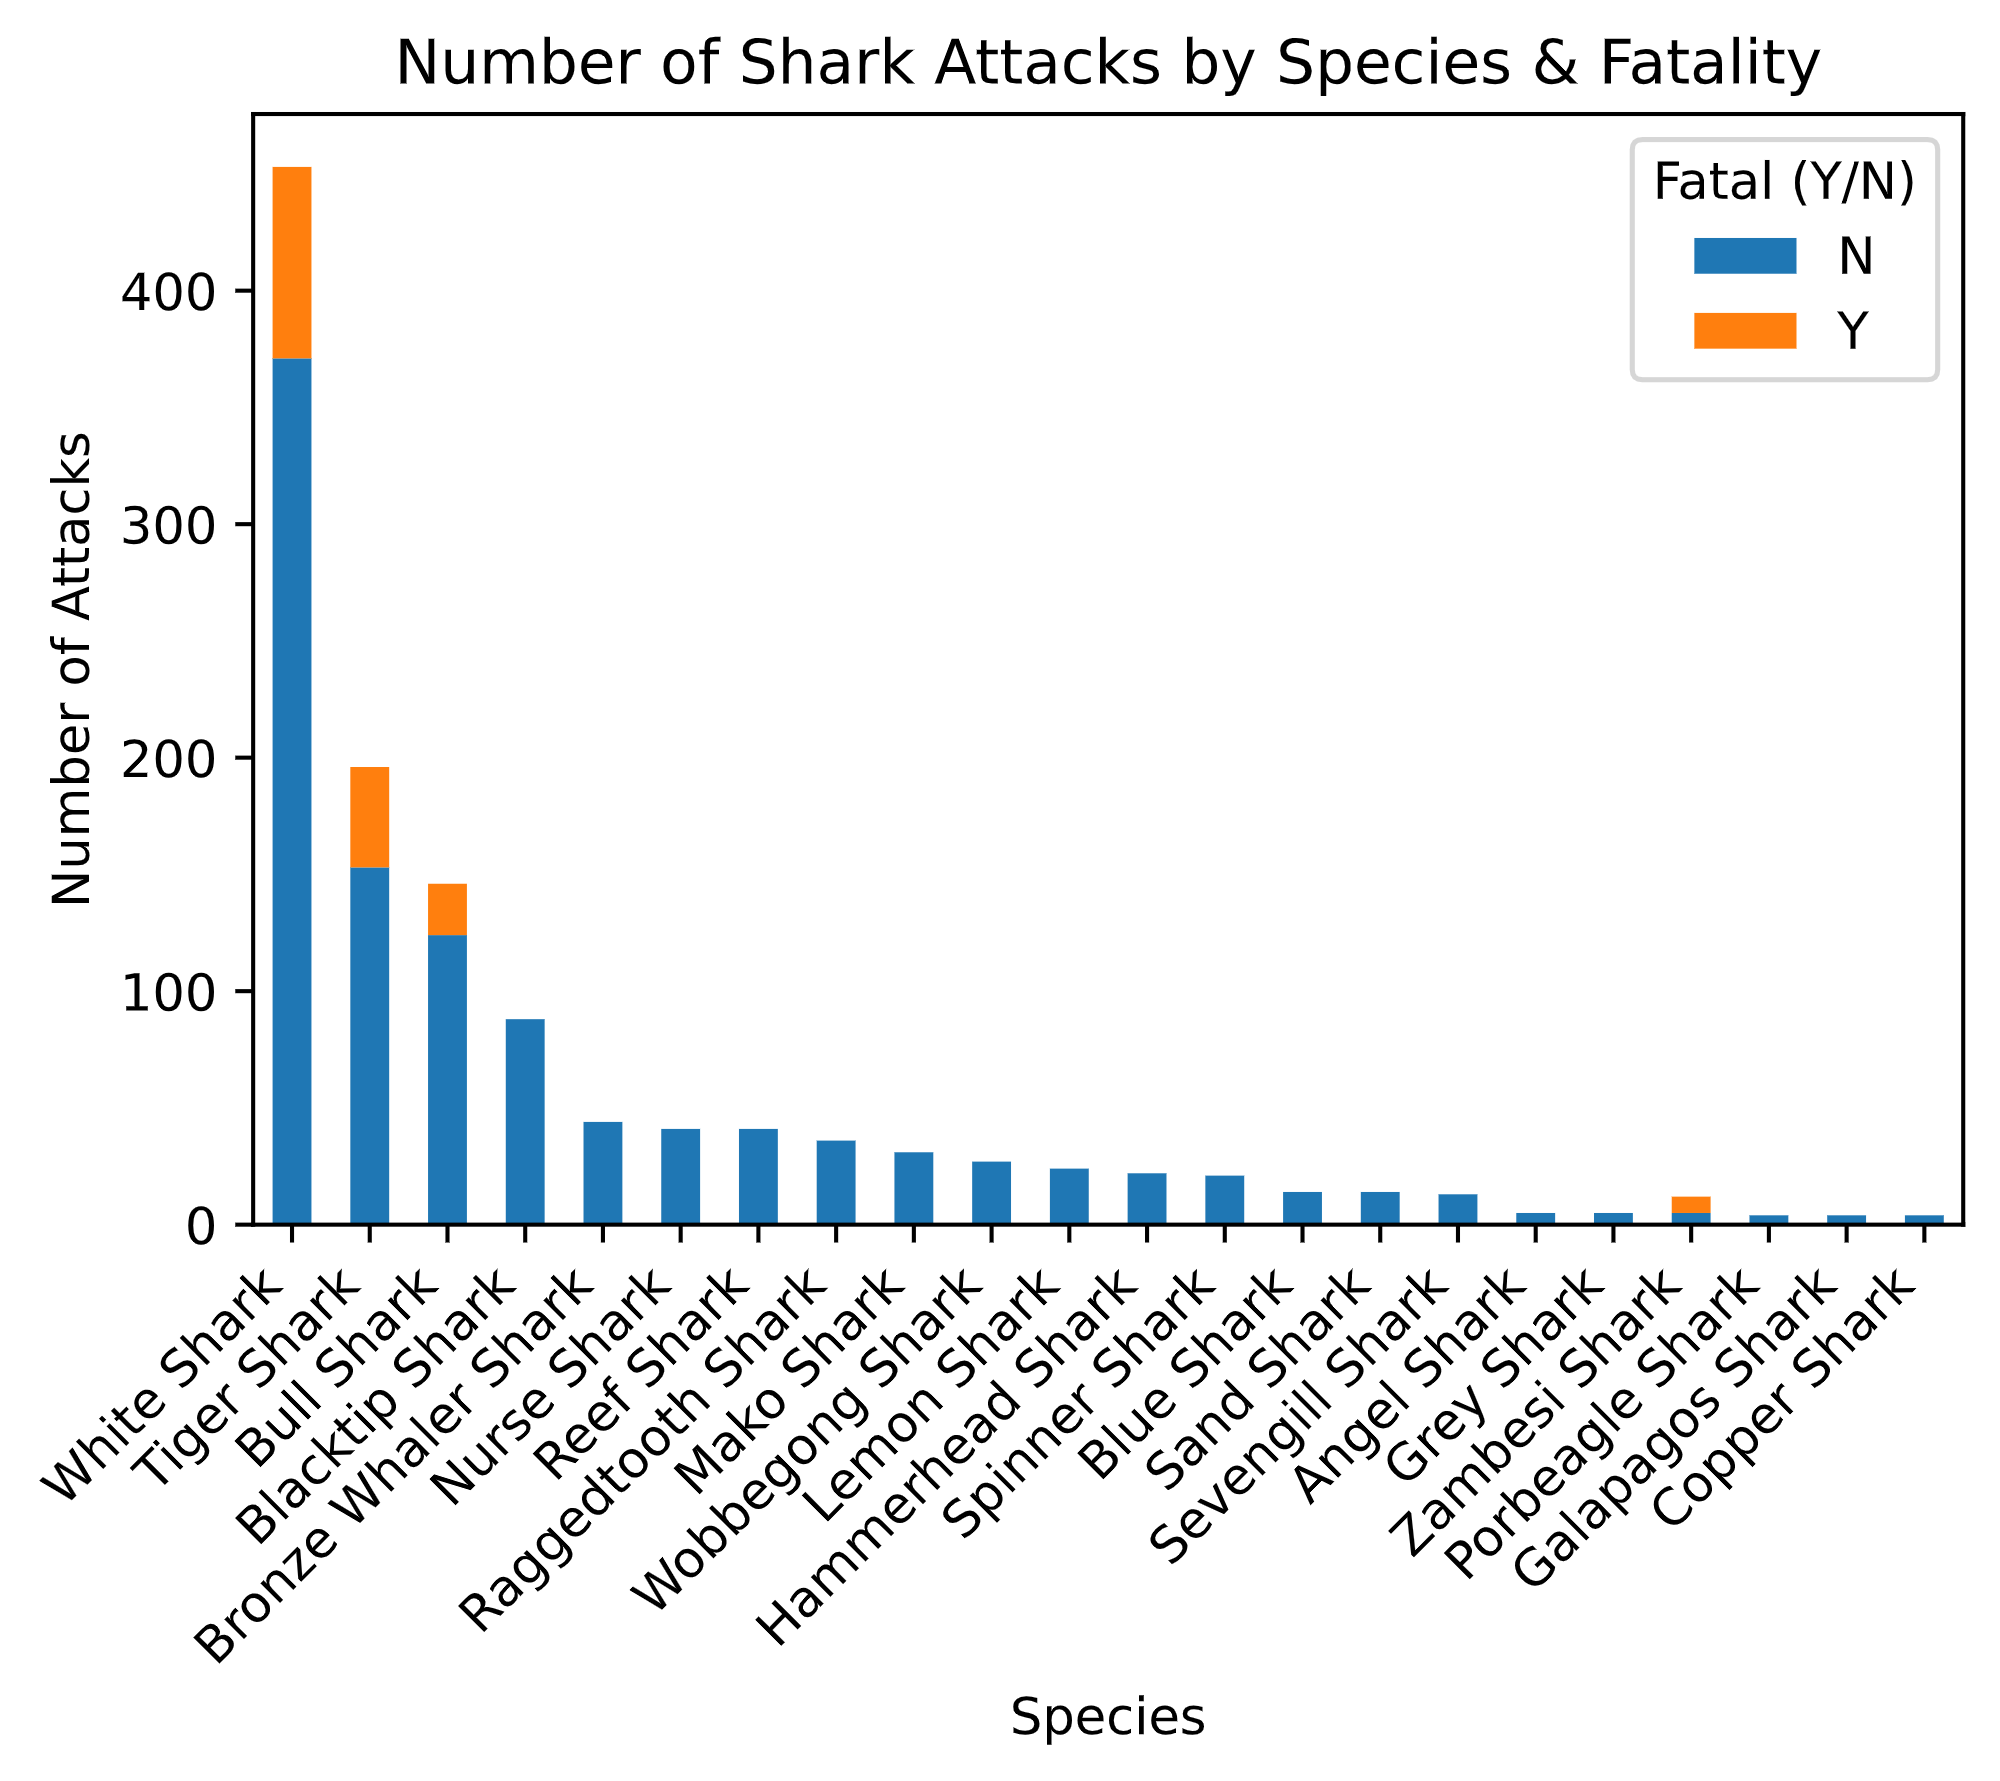 Number of Shark Attacks by Species & Fatality
Fatal (Y/N)
N
Y
Number of Attacks
400
300
200
100
0
White Shark
Tiger Shark
Bull Shark
Blacktip Shark
Bronze Whaler Shark
Nurse Shark
Reef Shark
Raggedtooth Shark
Mako Shark
Wobbegong Shark
Lemon Shark
Hammerhead Shark
Spinner Shark
Blue Shark
Sand Shark
Sevengill Shark
Angel Shark
Grey Shark
Zambesi Shark
Porbeagle Shark
Galapagos Shark
Copper Shark
Species